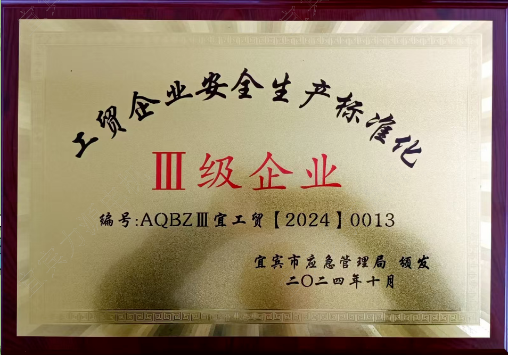 工贸企业安全生产标准化
Ⅲ级企业
编号:AQBZⅢ宜工贸【2024】0013
宜宾市应急管理局 颁发
二〇二四年十月